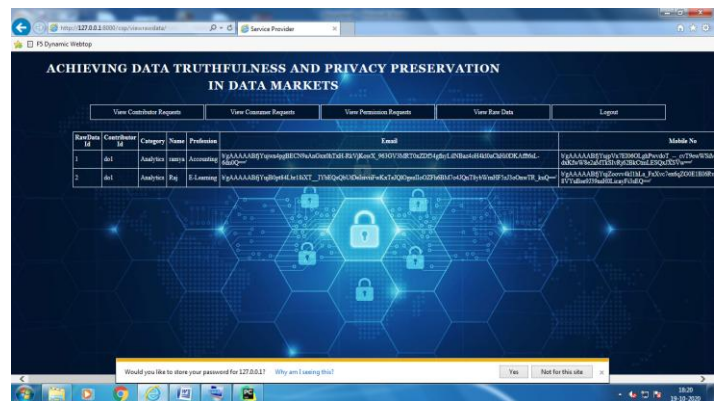 http://127.0.0.1:8000/csp/viewrawdata/
Service Provider
F5 Dynamic Webtop
ACHIEVING DATA TRUTHFULNESS AND PRIVACY PRESERVATION
IN DATA MARKETS
View Contributor Requests View Consumer Requests View Permission Requests View Raw Data Logout
RawData Id Contributor Id Category Name Profession Email Mobile No
1 do1 Analytics ramya Accounting
2 do1 Analytics Raj E-Learning
Would you like to store your password for 127.0.0.1? Why am I seeing this? Yes Not for this site
18:20
19-10-2020